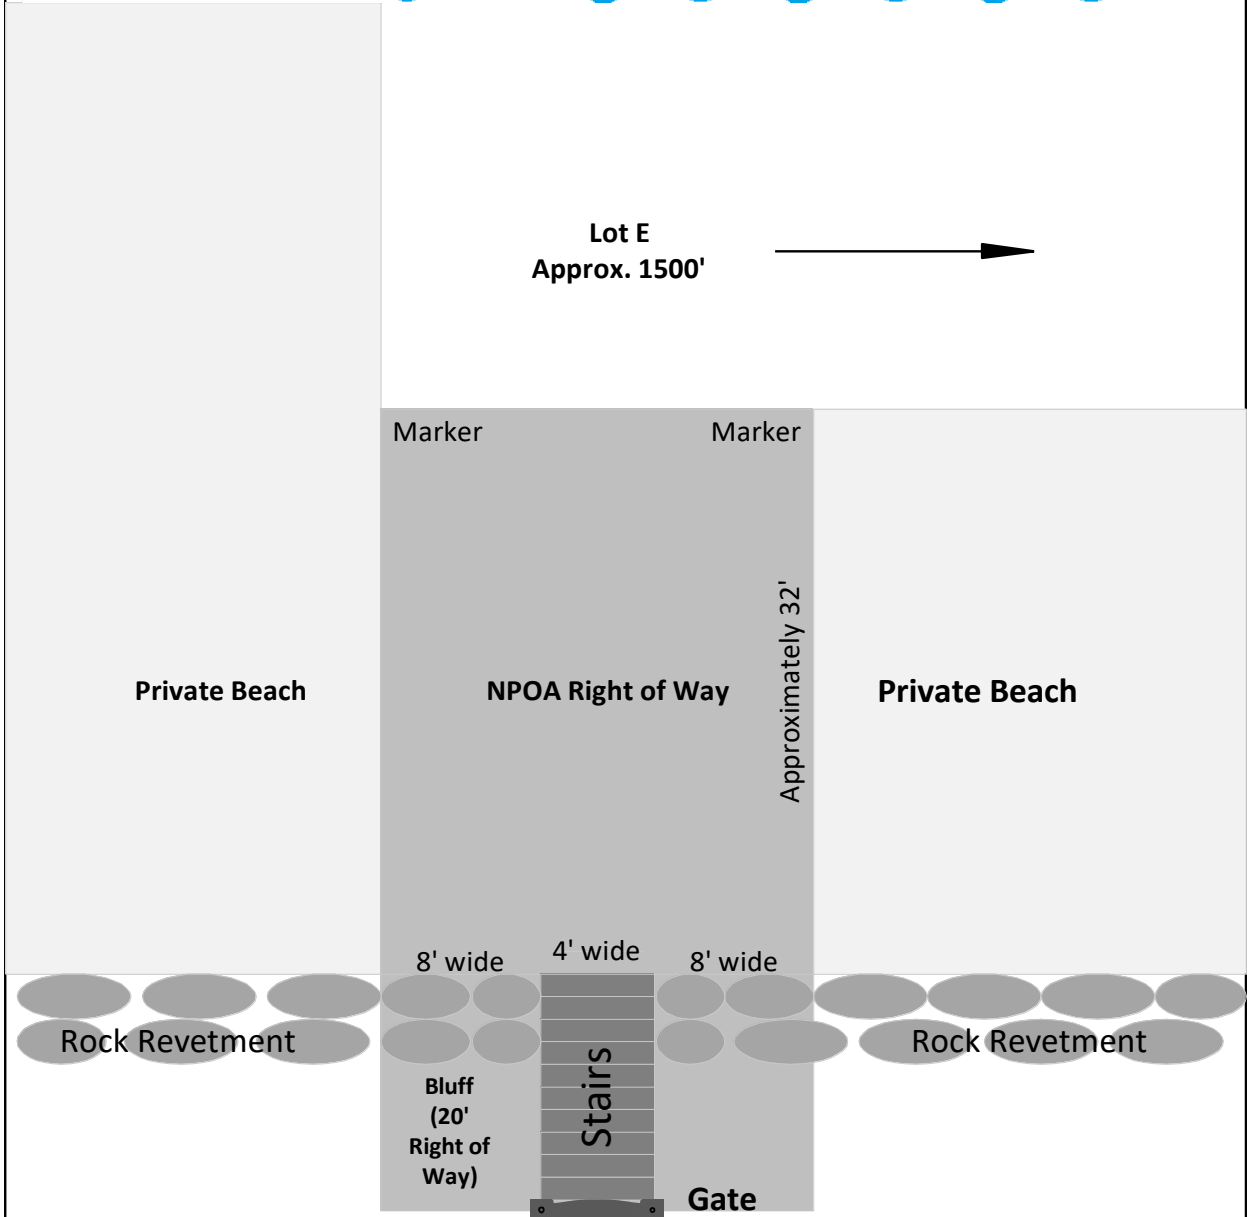 Lot E
Approx. 1500'
Marker
Marker
Approximately 32'
Private Beach
NPOA Right of Way
Private Beach
8' wide
4' wide
8' wide
Rock Revetment
Rock Revetment
Stairs
Bluff
(20'
Right of
Way)
Gate